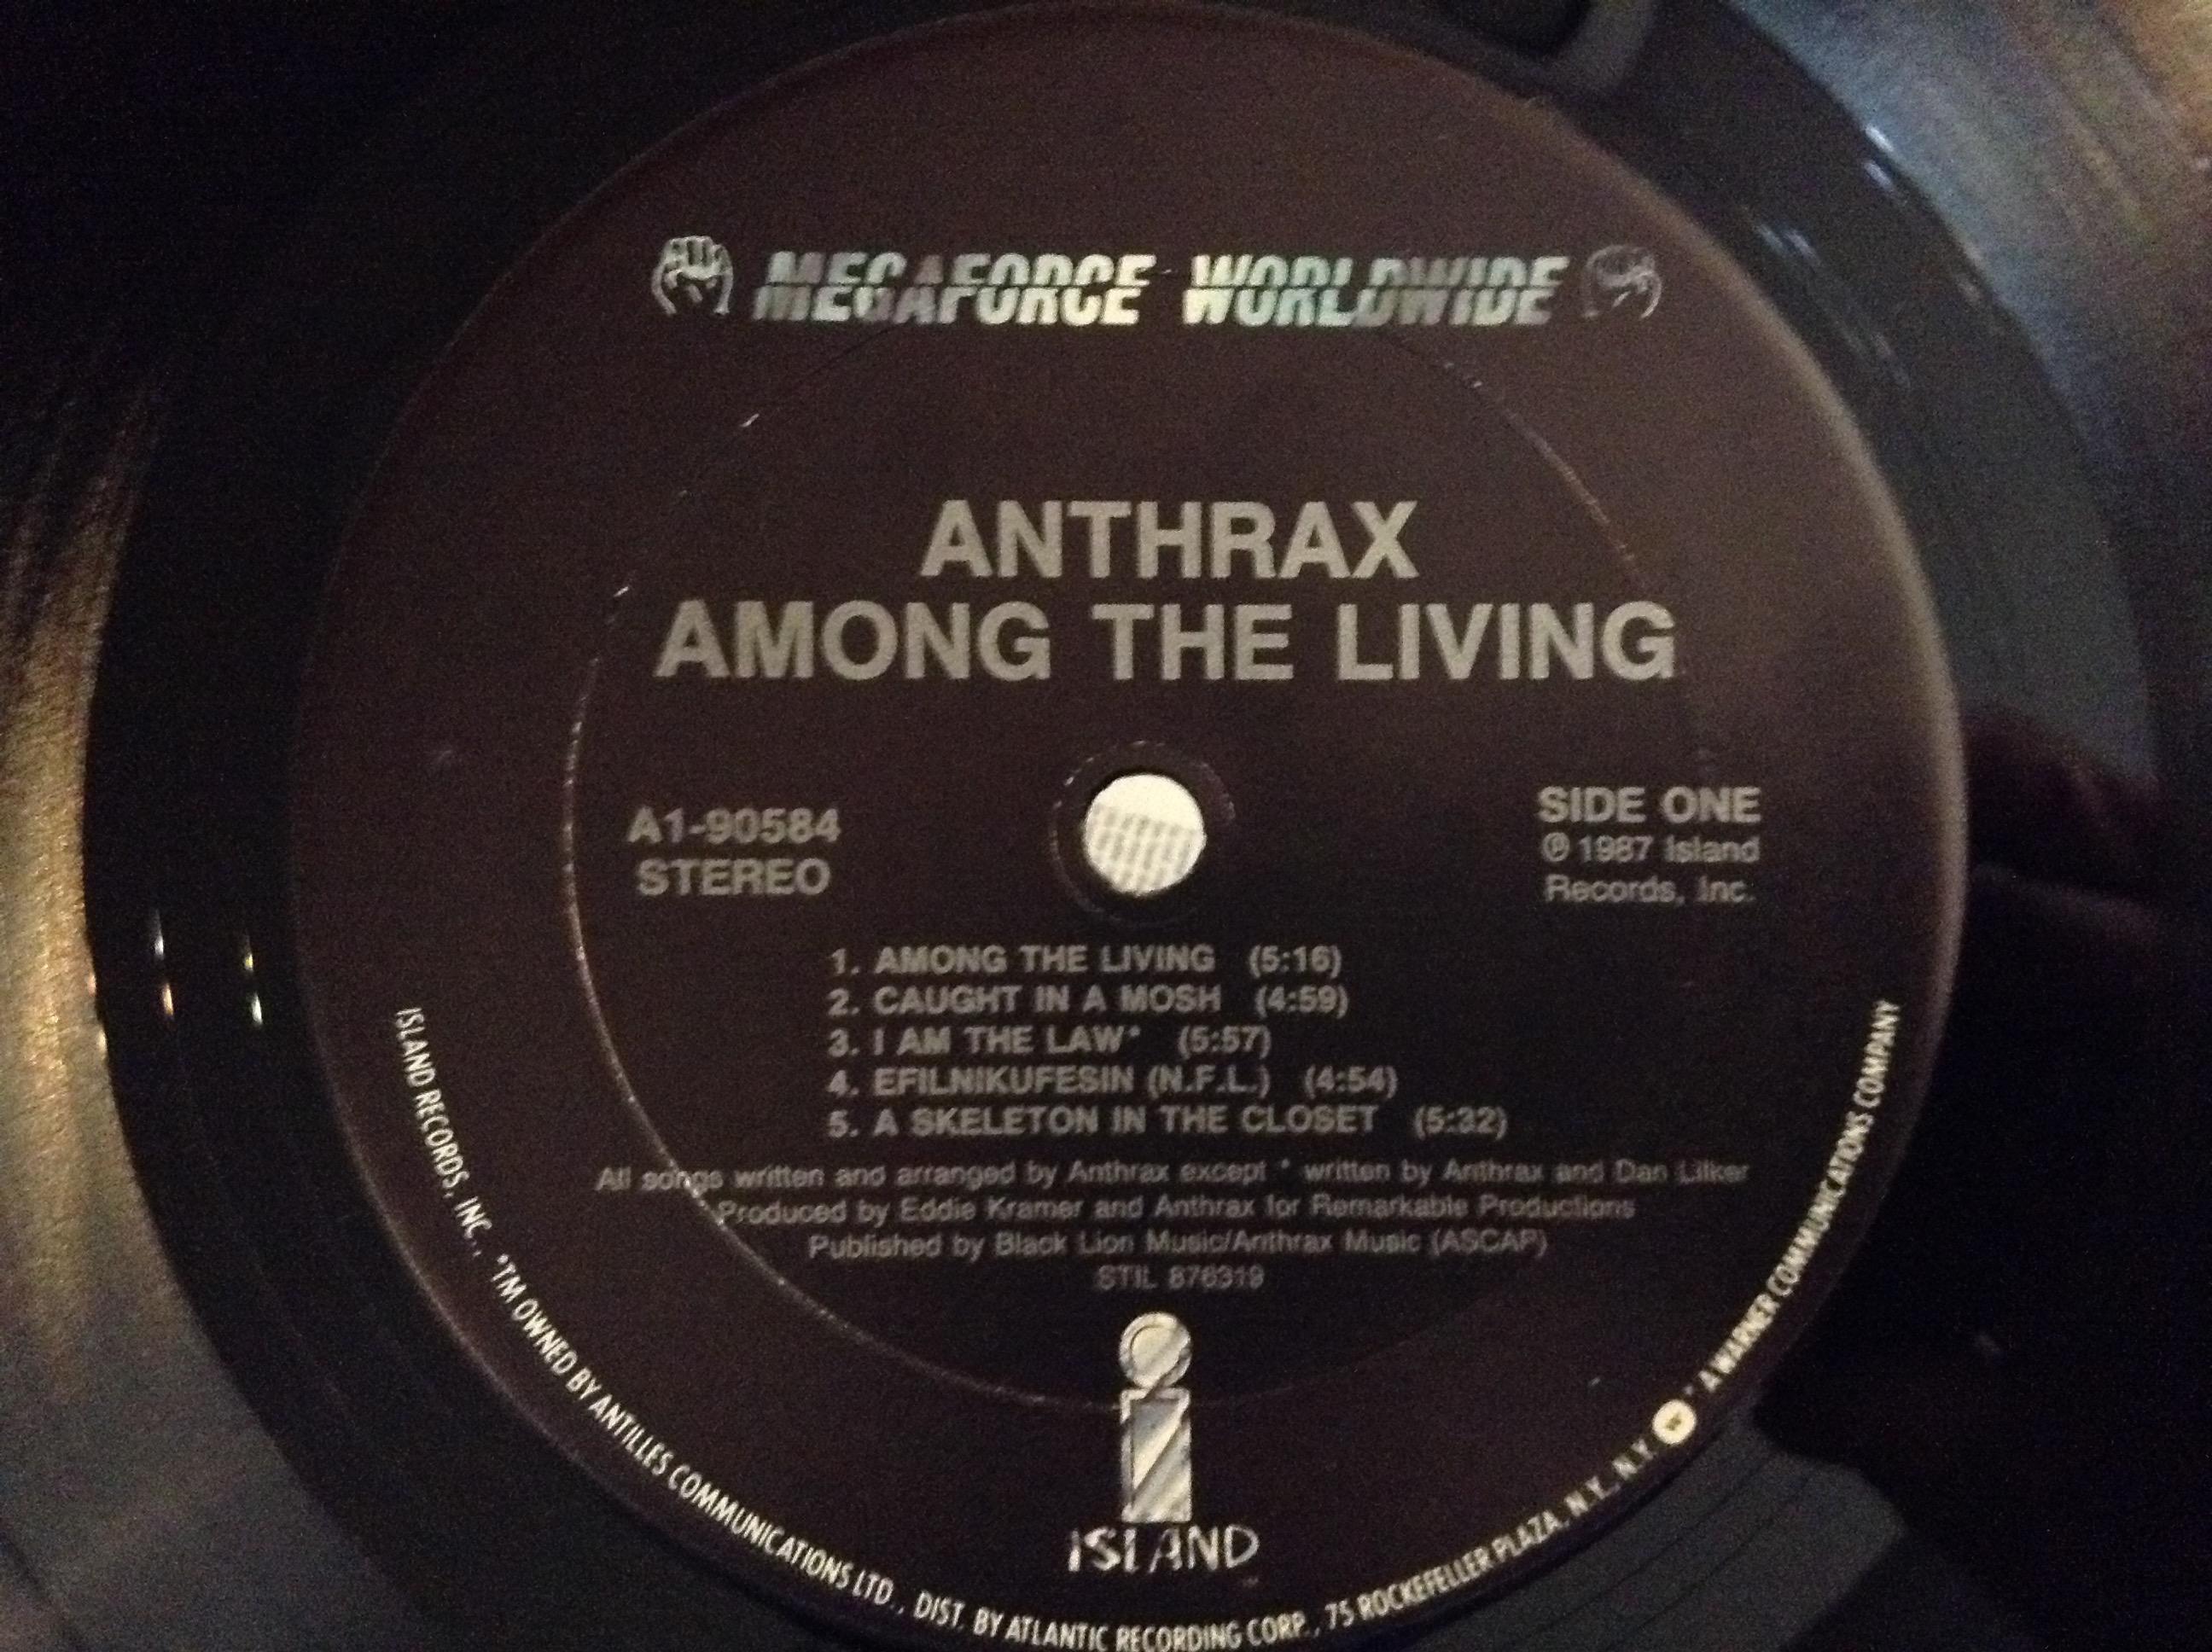 MEGAFORCE WORLDWIDE
ANTHRAX
AMONG THE LIVING
A1-90584
STEREO
SIDE ONE
℗ 1987 Island
Records, Inc.
1. AMONG THE LIVING (5:16)
2. CAUGHT IN A MOSH (4:59)
3. I AM THE LAW* (5:57)
4. EFILNIKUFESIN (N.F.L.) (4:54)
5. A SKELETON IN THE CLOSET (5:32)
All songs written and arranged by Anthrax except * written by Anthrax and Dan Lilker
Produced by Eddie Kramer and Anthrax for Remarkable Productions
Published by Black Lion Music/Anthrax Music (ASCAP)
STIL 876319
ISLAND
ISLAND RECORDS, INC., *TM OWNED BY ANTILLES COMMUNICATIONS LTD., DIST. BY ATLANTIC RECORDING CORP., 75 ROCKEFELLER PLAZA, N.Y., N.Y. * A WARNER COMMUNICATIONS COMPANY